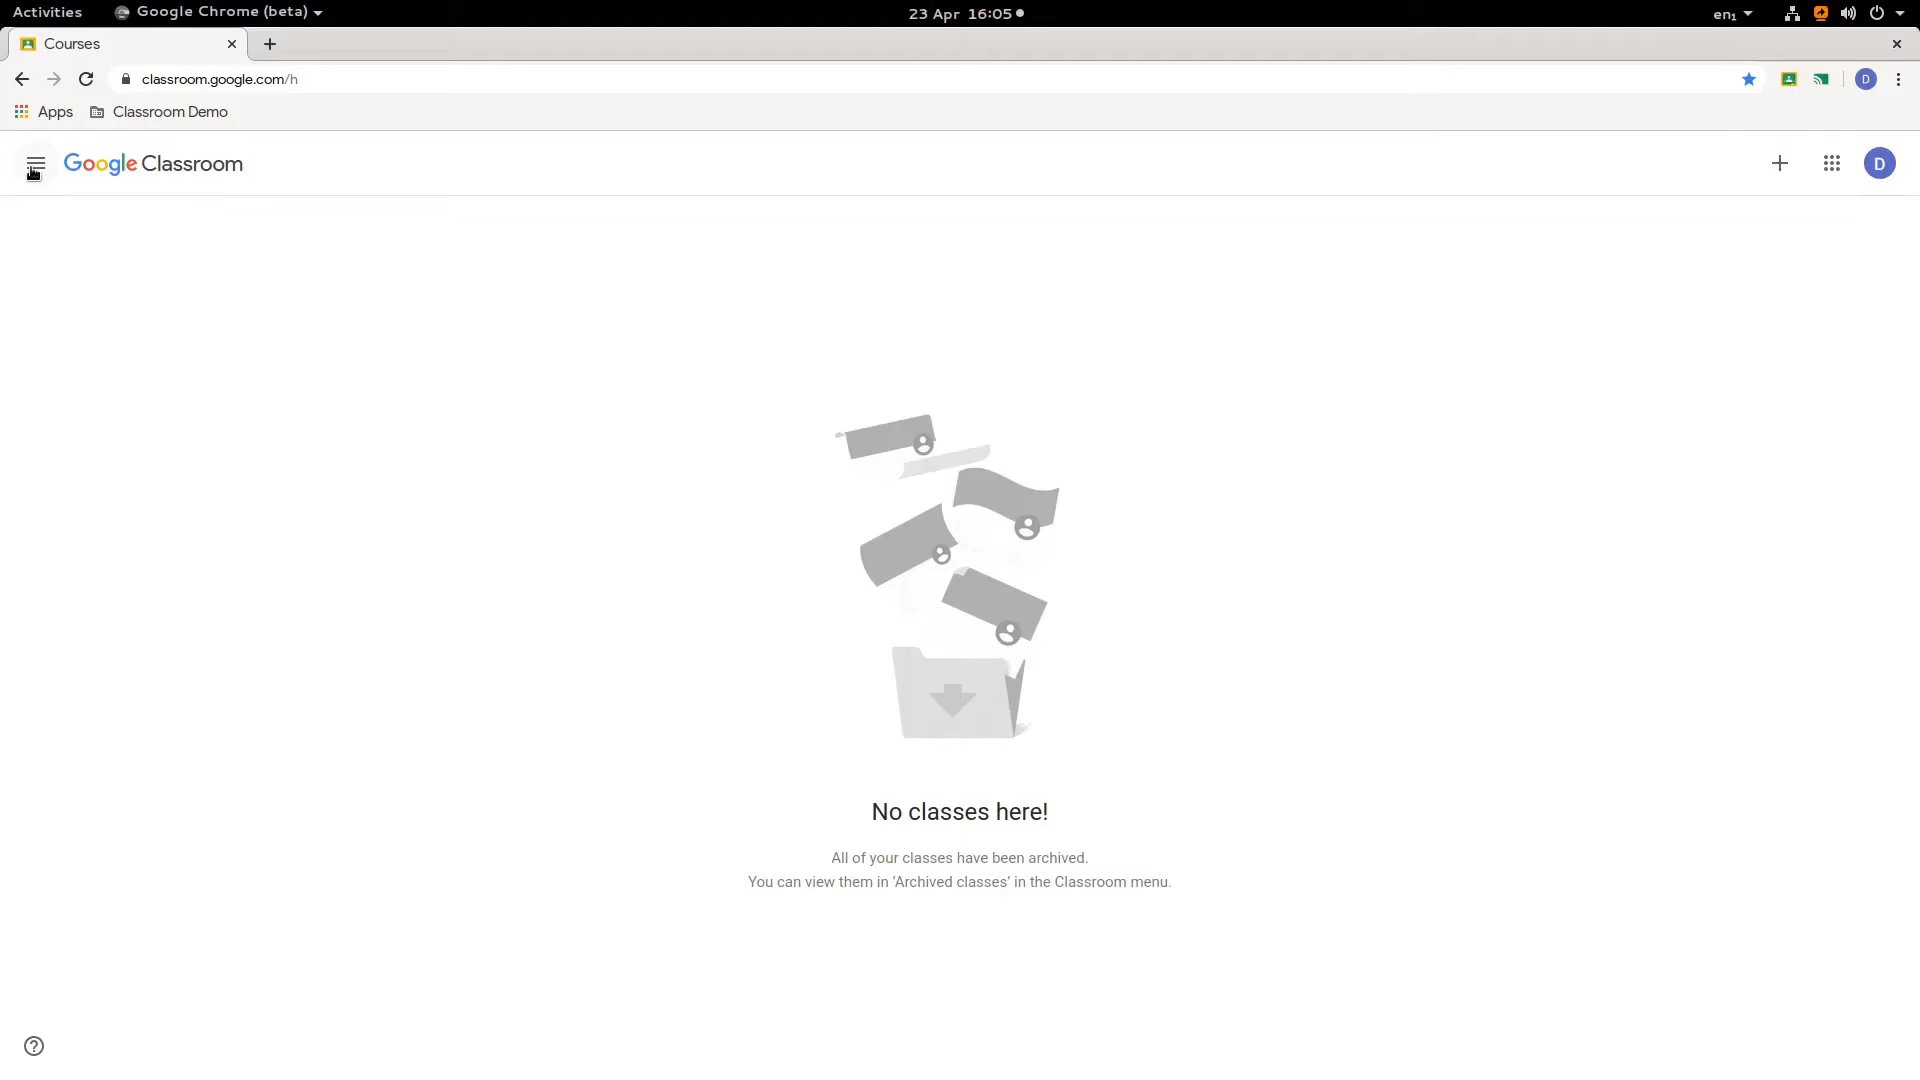 Activities Google Chrome (beta) 23 Apr 16:05 en₁
Courses
classroom.google.com/h D
Apps Classroom Demo
Google Classroom D
No classes here!
All of your classes have been archived.
You can view them in ‘Archived classes’ in the Classroom menu.